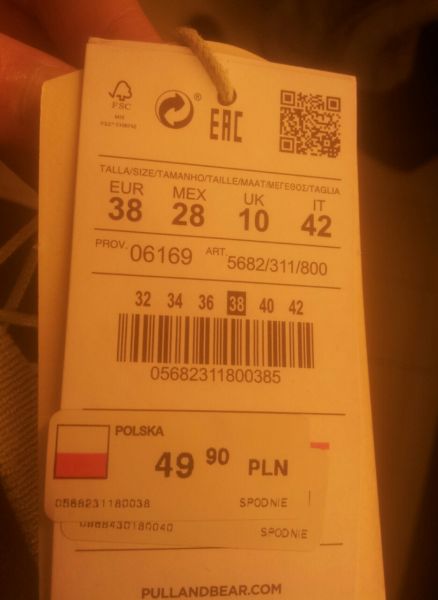 FSC
®
EAC
TALLA/SIZE/TAMANHO/TAILLE/MAAT/ΜΕΓΕΘΟΣ/TAGLIA
EUR MEX UK IT
38 28 10 42
PROV. 06169 ART. 5682/311/800
32 34 36 38 40 42
05682311800385
POLSKA
49 90 PLN
0568231180038 SPODNIE
0568430180040 SPODNIE
PULLANDBEAR.COM